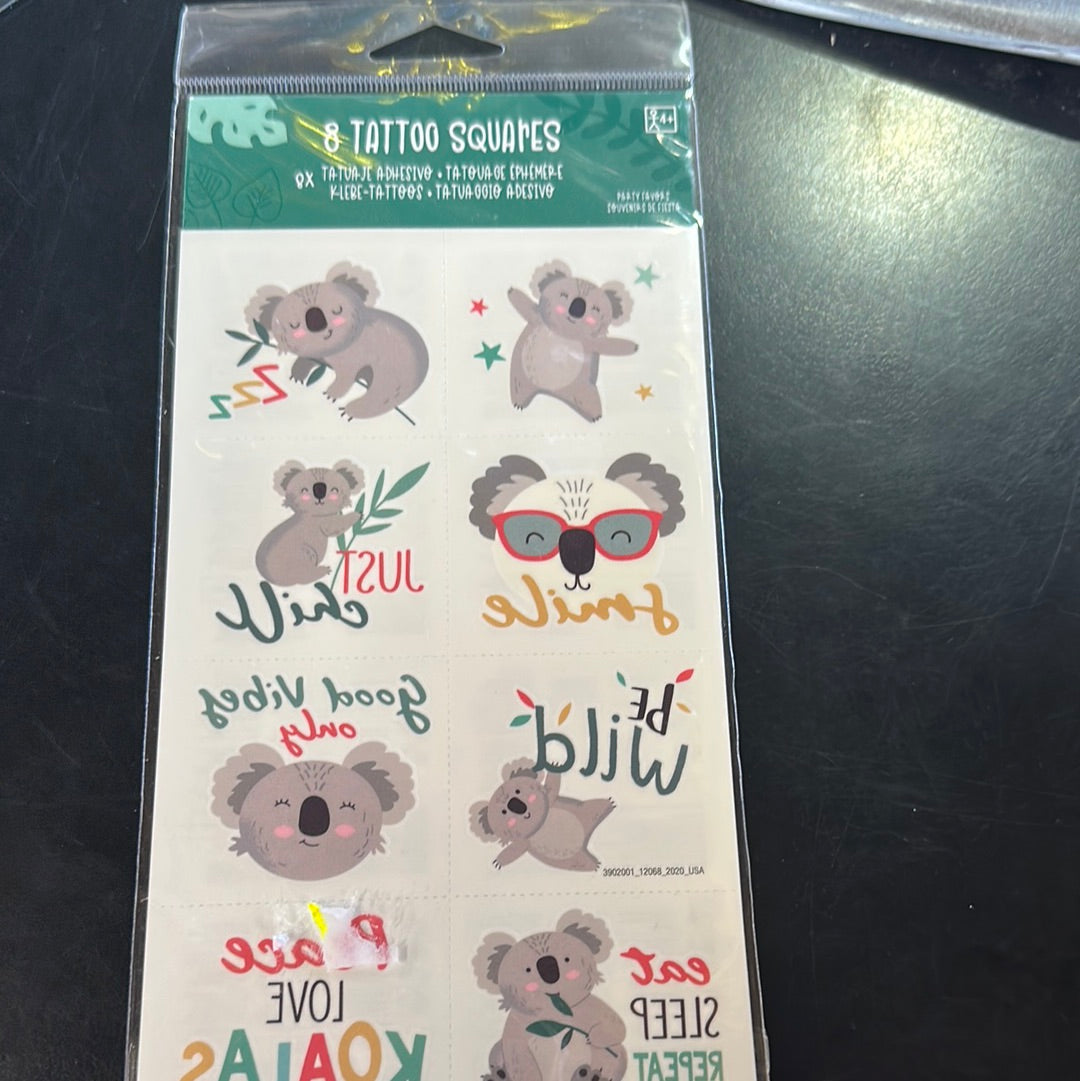 8 TATTOO SQUARES
4+
8X TATUAJE ADHESIVO • TATOUAGE ÉPHÉMÈRE
KLEBE-TATTOOS • TATUAGGIO ADESIVO
PARTY FAVORS
SOUVENIRS DE FIESTA
ZZZ
JUST
chill
smile
good Vibes
only
BE
wild
3902001_12068_2020_USA
LOVE
KOALAS
eat
SLEEP
REPEAT